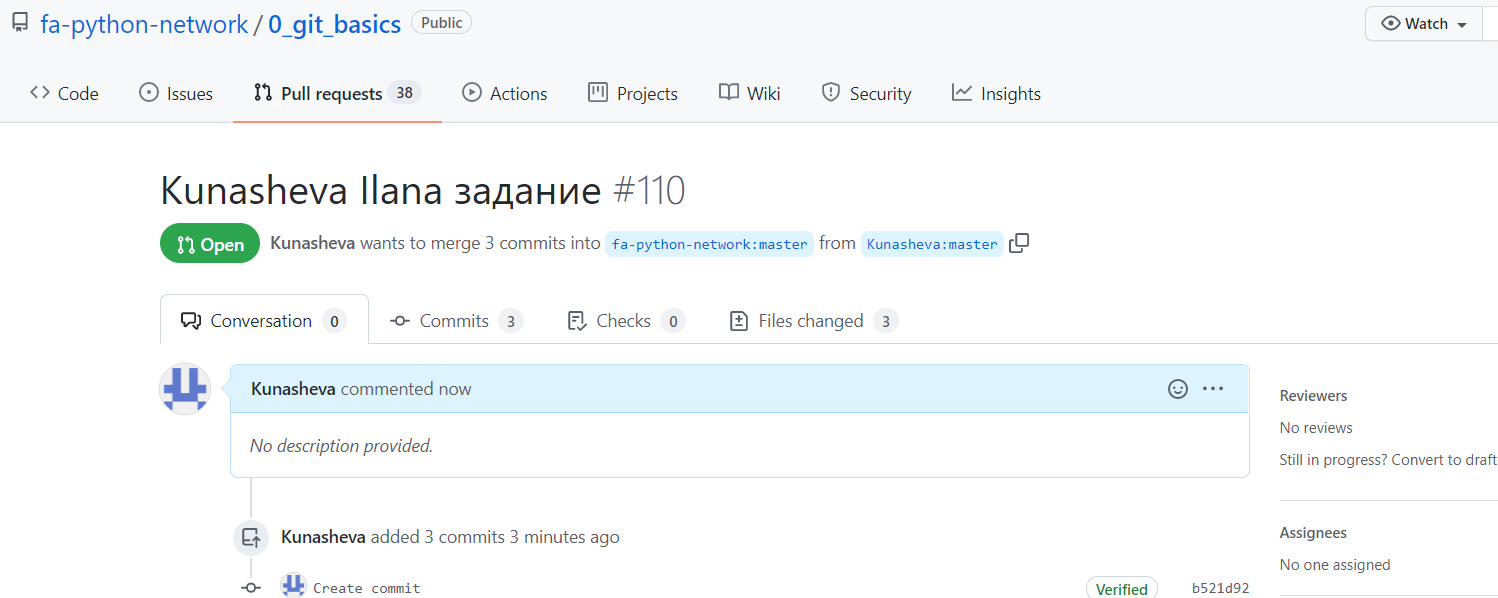 fa-python-network / 0_git_basics Public Watch
Code Issues Pull requests 38 Actions Projects Wiki Security Insights
Kunasheva Ilana задание #110
Open Kunasheva wants to merge 3 commits into fa-python-network:master from Kunasheva:master
Conversation 0 Commits 3 Checks 0 Files changed 3
Kunasheva commented now
No description provided.
Reviewers
No reviews
Still in progress? Convert to draft
Assignees
No one assigned
Kunasheva added 3 commits 3 minutes ago
Create commit Verified b521d92